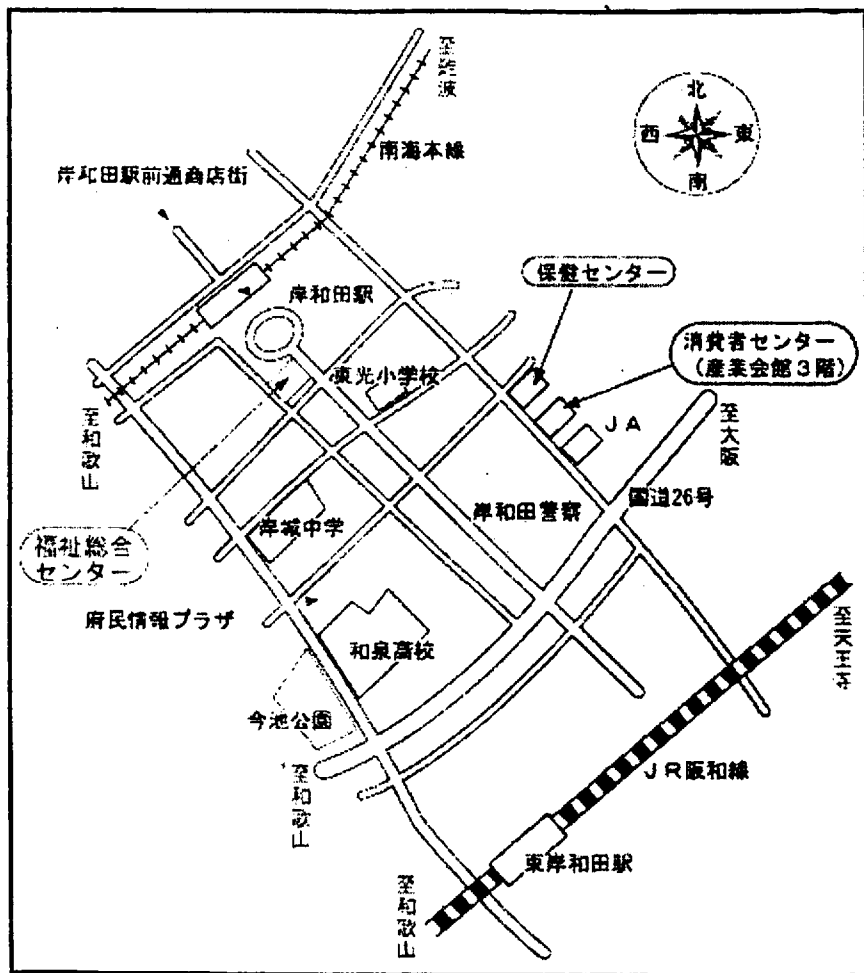 至難波
北
西
東
南
南海本線
岸和田駅前通商店街
保健センター
岸和田駅
消費者センター
（産業会館３階）
東光小学校
ＪＡ
至大阪
至和歌山
国道26号
岸和田警察
岸城中学
福祉総合
センター
府民情報プラザ
至天王寺
和泉高校
今池公園
至和歌山
ＪＲ阪和線
東岸和田駅
至和歌山